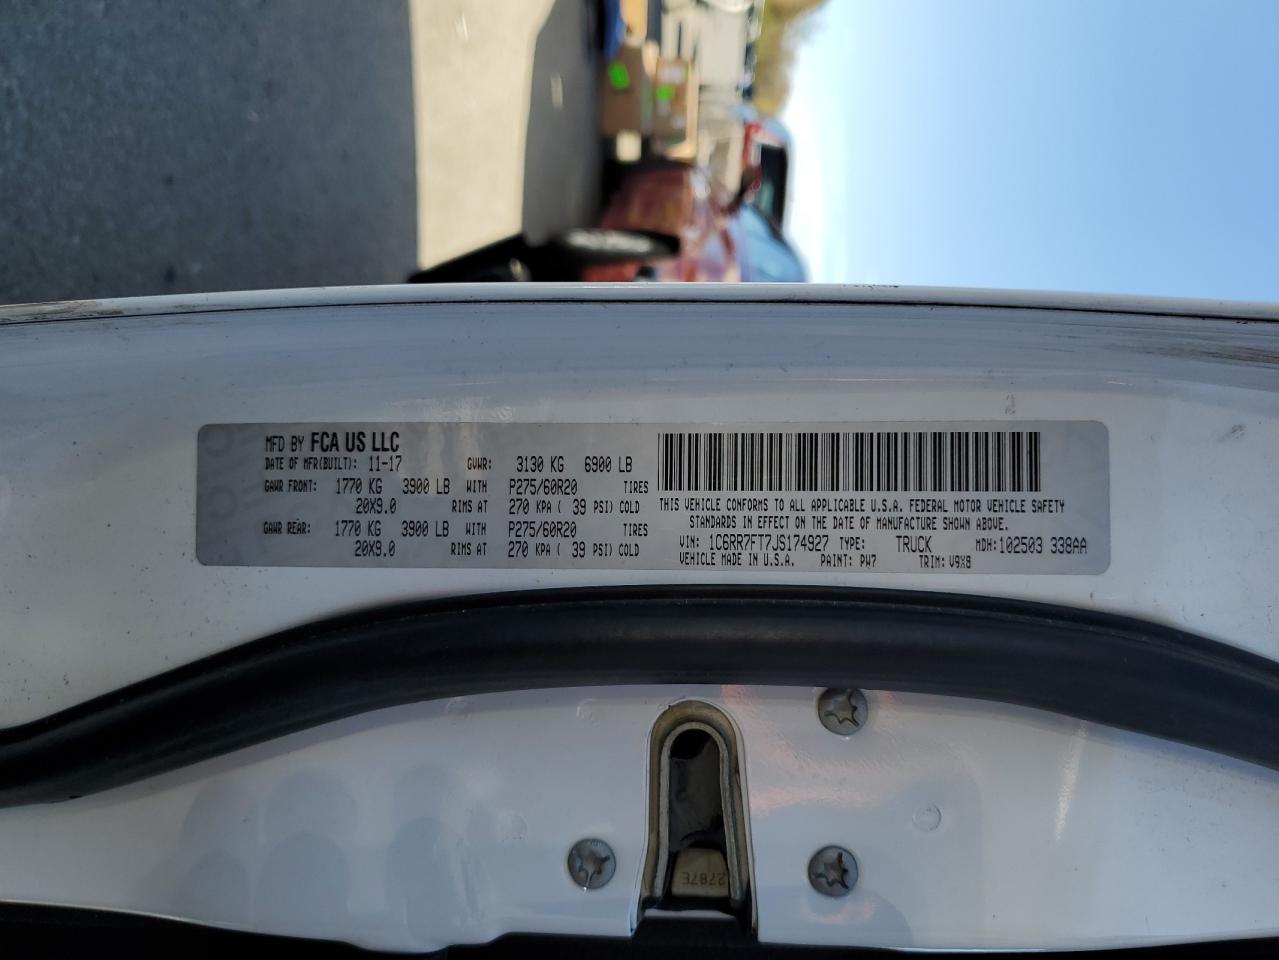 MFD BY FCA US LLC
DATE OF MFR(BUILT): 11-17 GVWR: 3130 KG 6900 LB
GAWR FRONT: 1770 KG 3900 LB WITH P275/60R20 TIRES
20X9.0 RIMS AT 270 KPA ( 39 PSI) COLD
GAWR REAR: 1770 KG 3900 LB WITH P275/60R20 TIRES
20X9.0 RIMS AT 270 KPA ( 39 PSI) COLD
THIS VEHICLE CONFORMS TO ALL APPLICABLE U.S.A. FEDERAL MOTOR VEHICLE SAFETY
STANDARDS IN EFFECT ON THE DATE OF MANUFACTURE SHOWN ABOVE.
VIN: 1C6RR7FT7JS174927 TYPE: TRUCK MDH:102503 338AA
VEHICLE MADE IN U.S.A. PAINT: PW7 TRIM: V9X8
2787E